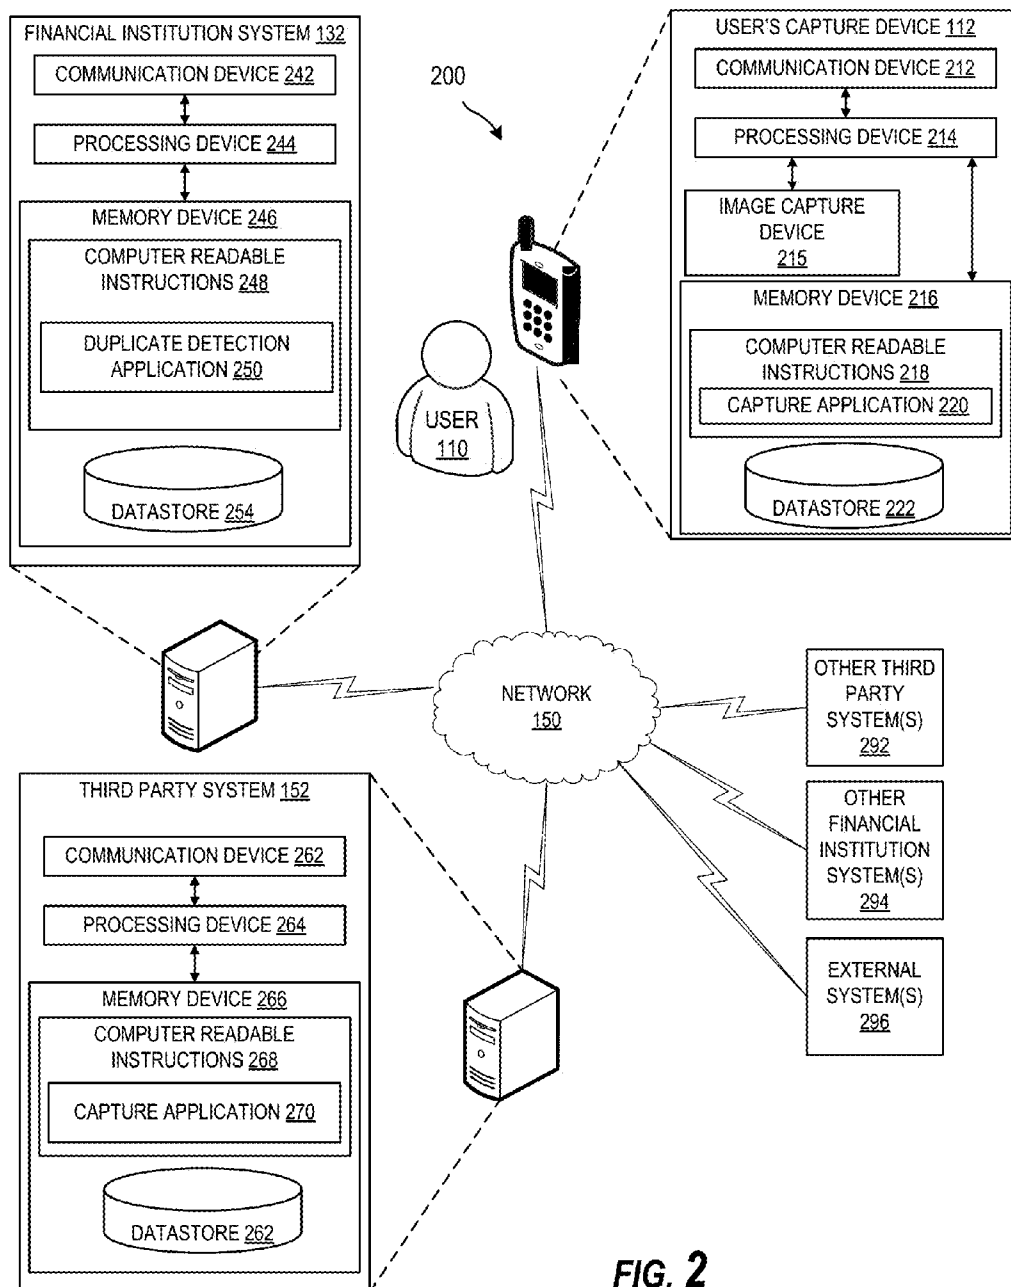 FINANCIAL INSTITUTION SYSTEM 132
COMMUNICATION DEVICE 242
PROCESSING DEVICE 244
MEMORY DEVICE 246
COMPUTER READABLE
INSTRUCTIONS 248
DUPLICATE DETECTION
APPLICATION 250
DATASTORE 254
200
USER
110
USER'S CAPTURE DEVICE 112
COMMUNICATION DEVICE 212
PROCESSING DEVICE 214
IMAGE CAPTURE
DEVICE
215
MEMORY DEVICE 216
COMPUTER READABLE
INSTRUCTIONS 218
CAPTURE APPLICATION 220
DATASTORE 222
NETWORK
150
OTHER THIRD
PARTY
SYSTEM(S)
292
OTHER
FINANCIAL
INSTITUTION
SYSTEM(S)
294
EXTERNAL
SYSTEM(S)
296
THIRD PARTY SYSTEM 152
COMMUNICATION DEVICE 262
PROCESSING DEVICE 264
MEMORY DEVICE 266
COMPUTER READABLE
INSTRUCTIONS 268
CAPTURE APPLICATION 270
DATASTORE 262
FIG. 2